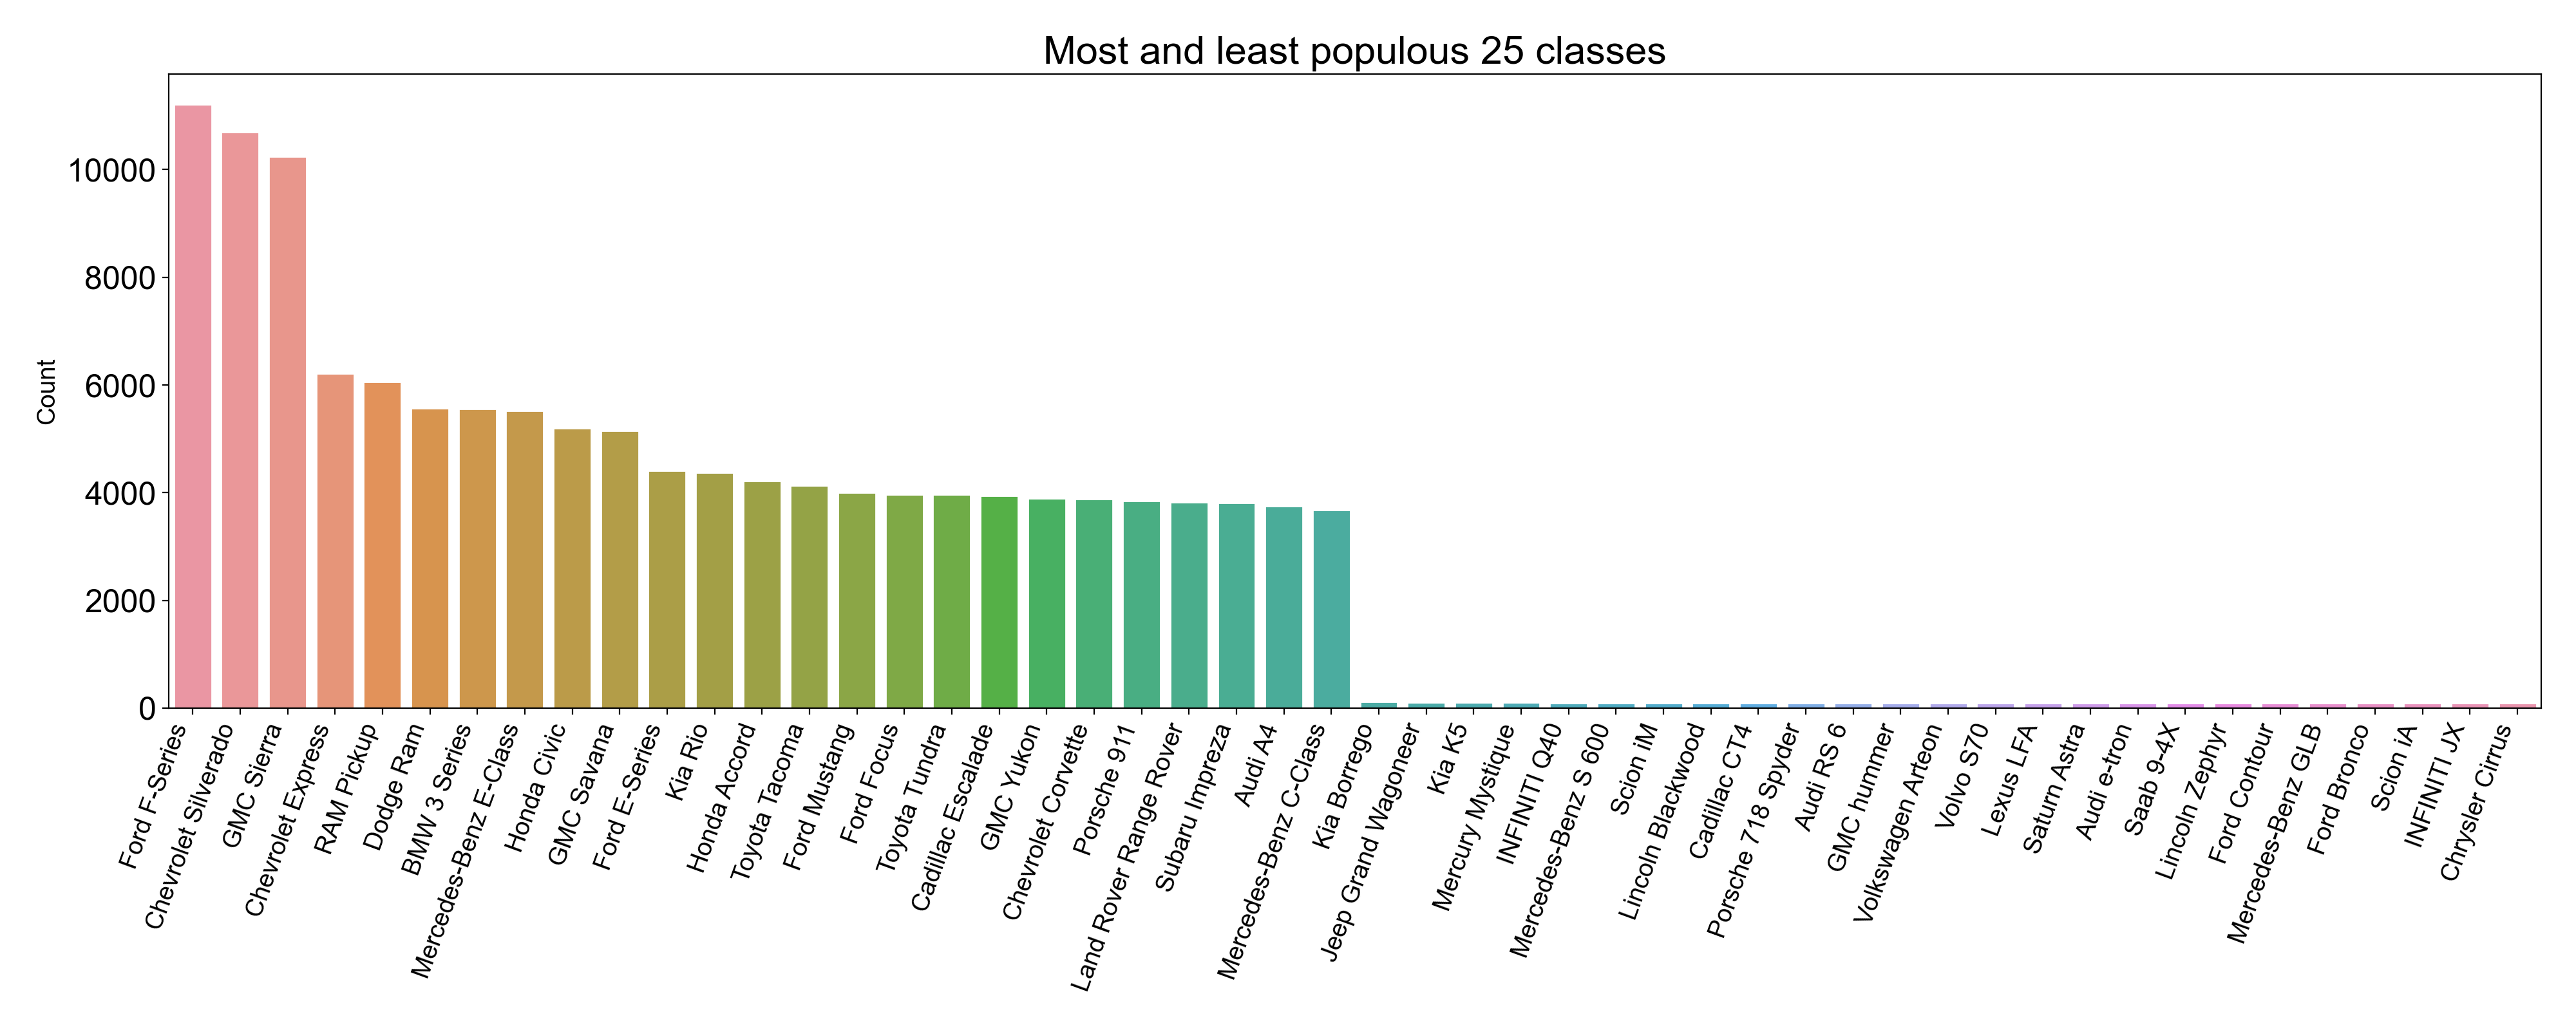 Most and least populous 25 classes
Count
10000
8000
6000
4000
2000
0
Ford F-Series
Chevrolet Silverado
GMC Sierra
Chevrolet Express
RAM Pickup
Dodge Ram
BMW 3 Series
Mercedes-Benz E-Class
Honda Civic
GMC Savana
Ford E-Series
Kia Rio
Honda Accord
Toyota Tacoma
Ford Mustang
Ford Focus
Toyota Tundra
Cadillac Escalade
GMC Yukon
Chevrolet Corvette
Porsche 911
Land Rover Range Rover
Subaru Impreza
Audi A4
Mercedes-Benz C-Class
Kia Borrego
Jeep Grand Wagoneer
Kia K5
Mercury Mystique
INFINITI Q40
Mercedes-Benz S 600
Scion iM
Lincoln Blackwood
Cadillac CT4
Porsche 718 Spyder
Audi RS 6
GMC hummer
Volkswagen Arteon
Volvo S70
Lexus LFA
Saturn Astra
Audi e-tron
Saab 9-4X
Lincoln Zephyr
Ford Contour
Mercedes-Benz GLB
Ford Bronco
Scion iA
INFINITI JX
Chrysler Cirrus